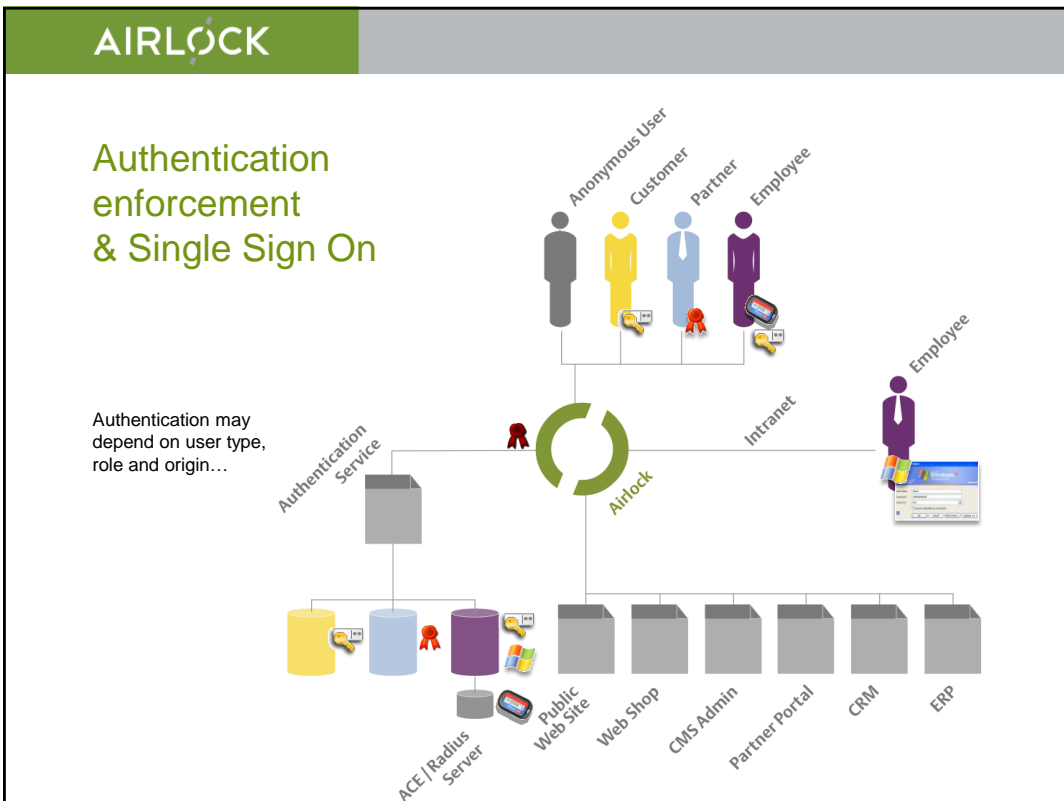 AIRLOCK
Authentication
enforcement
& Single Sign On
Authentication may
depend on user type,
role and origin…
Anonymous User
Customer
Partner
Employee
Employee
Intranet
Airlock
Authentication
Service
ACE / Radius
Server
Public
Web Site
Web Shop
CMS Admin
Partner Portal
CRM
ERP